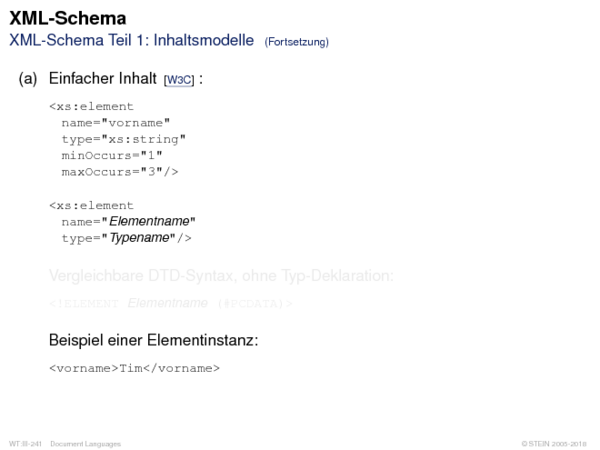 XML-Schema
XML-Schema Teil 1: Inhaltsmodelle (Fortsetzung)
(a) Einfacher Inhalt [W3C] :
<xs:element
name="vorname"
type="xs:string"
minOccurs="1"
maxOccurs="3"/>
<xs:element
name="Elementname"
type="Typename"/>
Vergleichbare DTD-Syntax, ohne Typ-Deklaration:
<!ELEMENT Elementname (#PCDATA)>
Beispiel einer Elementinstanz:
<vorname>Tim</vorname>
WT:III-241 Document Languages © STEIN 2005-2018